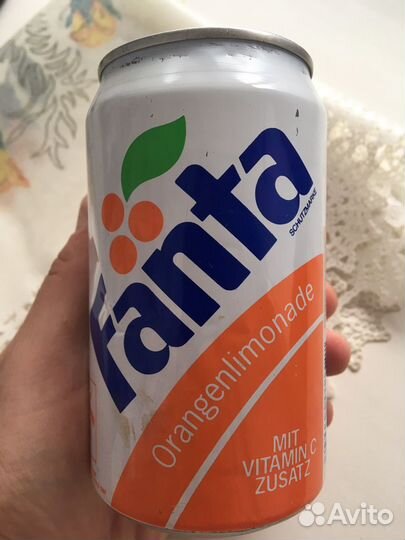 Fanta
SCHUTZMARKE
Orangenlimonade
MIT
VITAMIN C
ZUSATZ
Avito